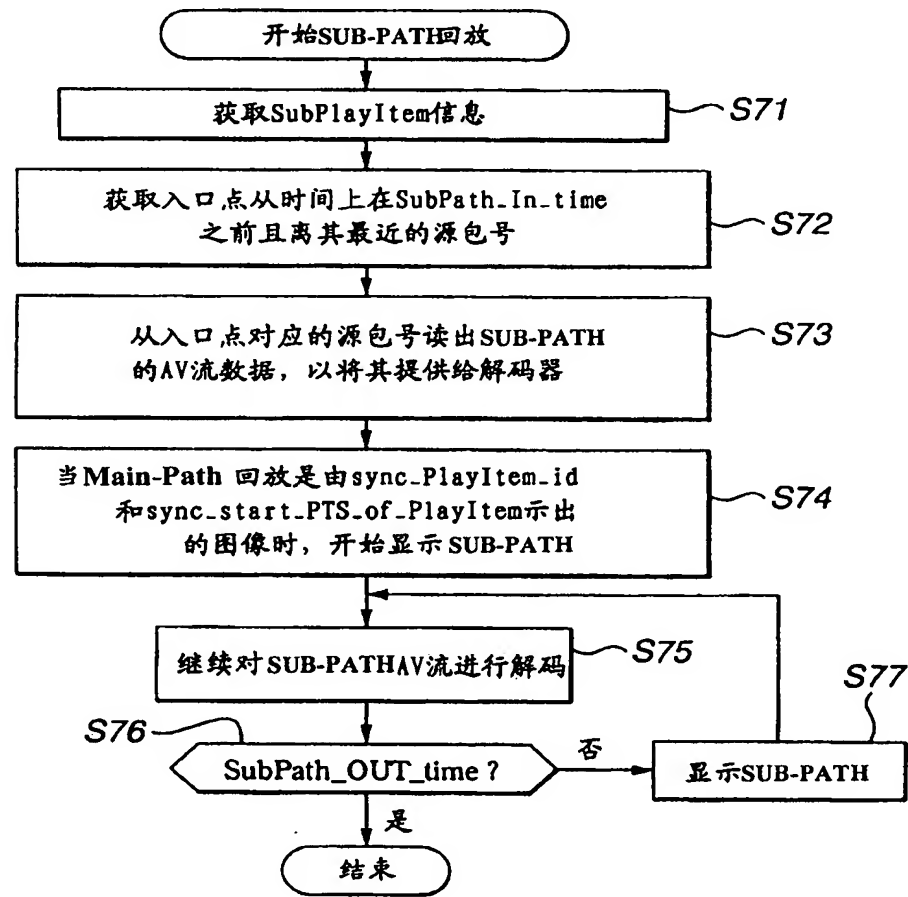 开始SUB-PATH回放
获取SubPlayItem信息
S71
获取入口点从时间上在SubPath_In_time
之前且离其最近的源包号
S72
从入口点对应的源包号读出SUB-PATH
的AV流数据，以将其提供给解码器
S73
当Main-Path 回放是由sync_PlayItem_id
和sync_start_PTS_of_PlayItem示出
的图像时，开始显示SUB-PATH
S74
继续对SUB-PATHAV流进行解码
S75
S76
SubPath_OUT_time？
否
显示SUB-PATH
S77
是
结束